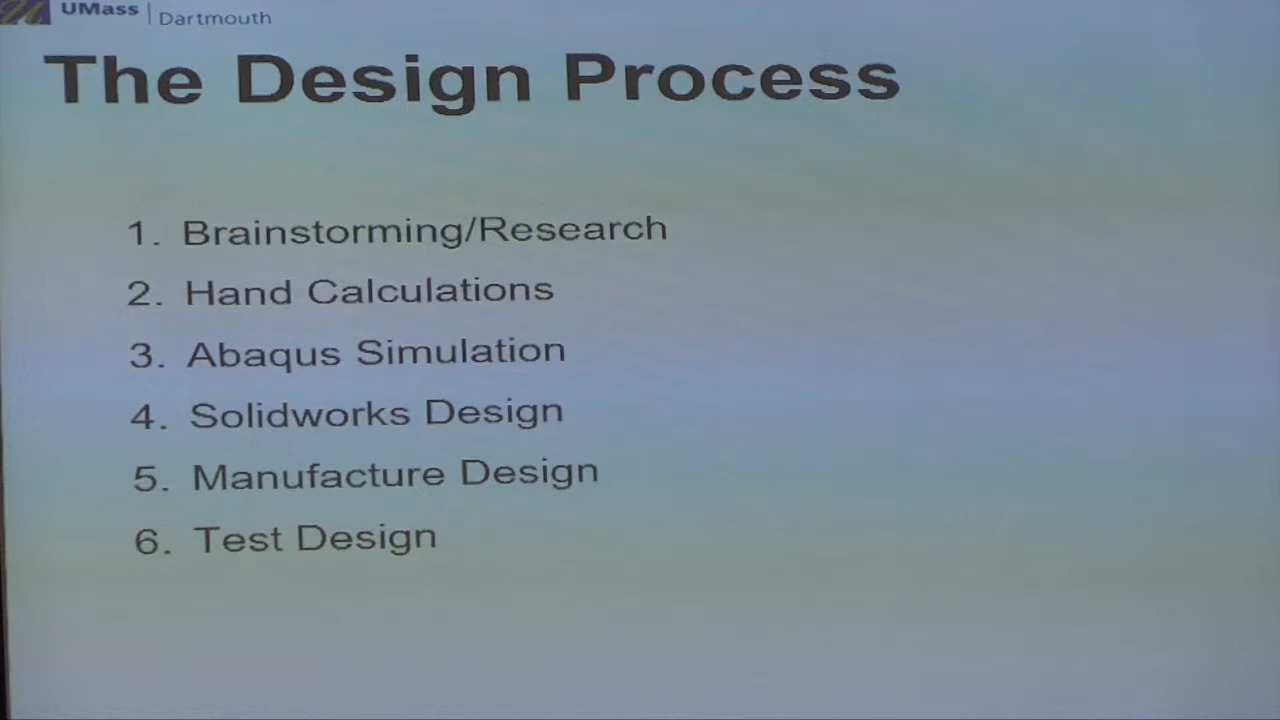 UMass | Dartmouth
The Design Process
1. Brainstorming/Research
2. Hand Calculations
3. Abaqus Simulation
4. Solidworks Design
5. Manufacture Design
6. Test Design